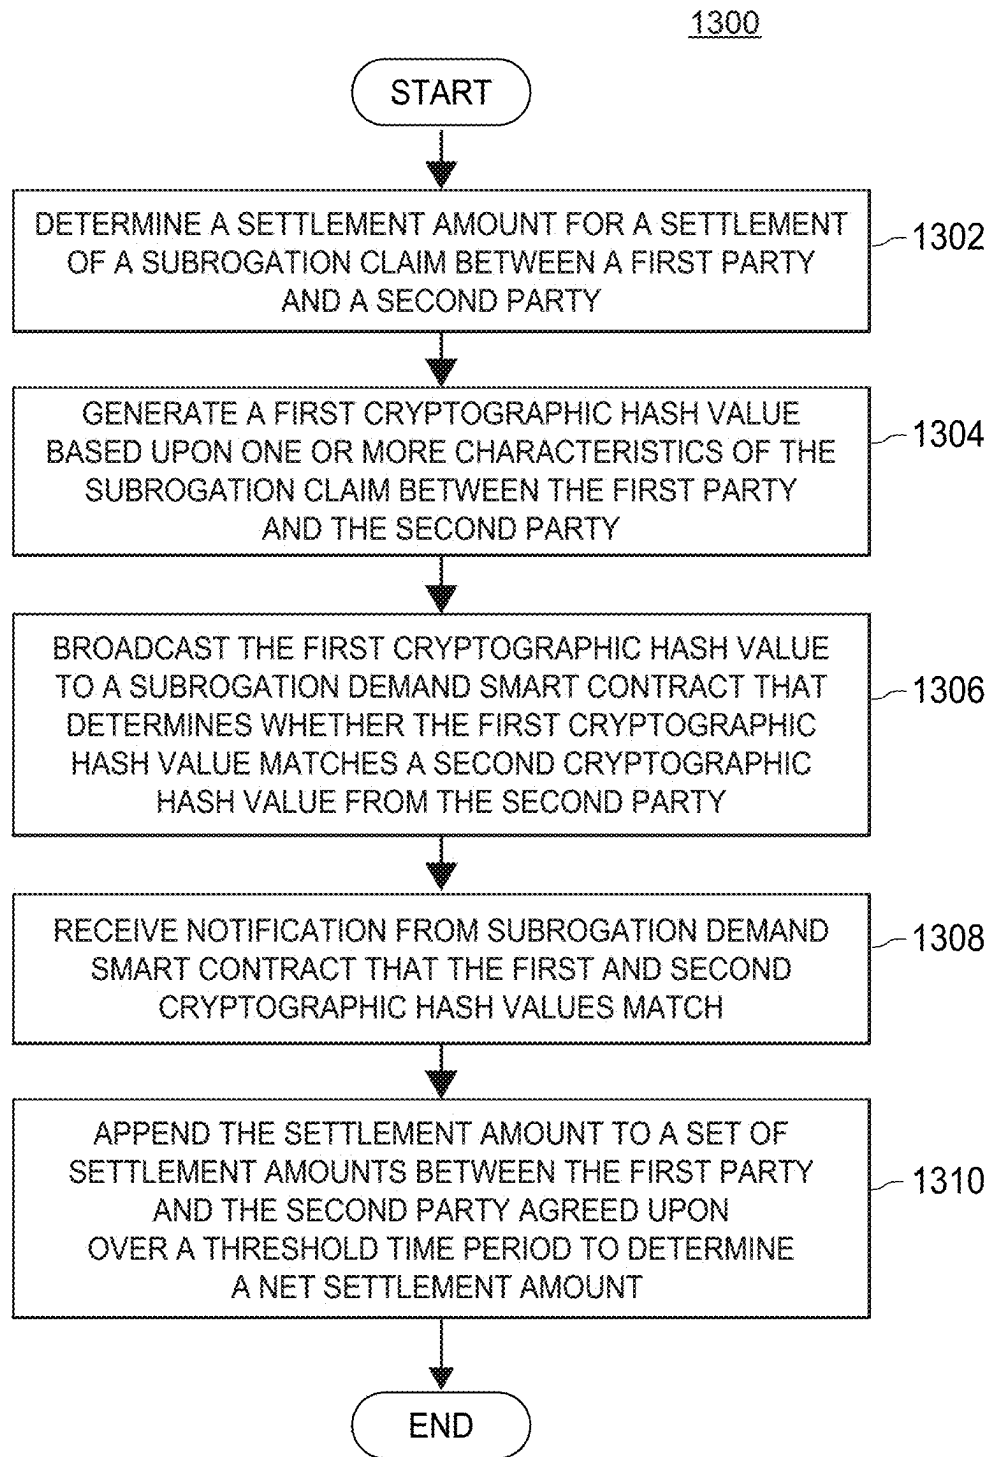 1300
START
DETERMINE A SETTLEMENT AMOUNT FOR A SETTLEMENT
OF A SUBROGATION CLAIM BETWEEN A FIRST PARTY
AND A SECOND PARTY
1302
GENERATE A FIRST CRYPTOGRAPHIC HASH VALUE
BASED UPON ONE OR MORE CHARACTERISTICS OF THE
SUBROGATION CLAIM BETWEEN THE FIRST PARTY
AND THE SECOND PARTY
1304
BROADCAST THE FIRST CRYPTOGRAPHIC HASH VALUE
TO A SUBROGATION DEMAND SMART CONTRACT THAT
DETERMINES WHETHER THE FIRST CRYPTOGRAPHIC
HASH VALUE MATCHES A SECOND CRYPTOGRAPHIC
HASH VALUE FROM THE SECOND PARTY
1306
RECEIVE NOTIFICATION FROM SUBROGATION DEMAND
SMART CONTRACT THAT THE FIRST AND SECOND
CRYPTOGRAPHIC HASH VALUES MATCH
1308
APPEND THE SETTLEMENT AMOUNT TO A SET OF
SETTLEMENT AMOUNTS BETWEEN THE FIRST PARTY
AND THE SECOND PARTY AGREED UPON
OVER A THRESHOLD TIME PERIOD TO DETERMINE
A NET SETTLEMENT AMOUNT
1310
END